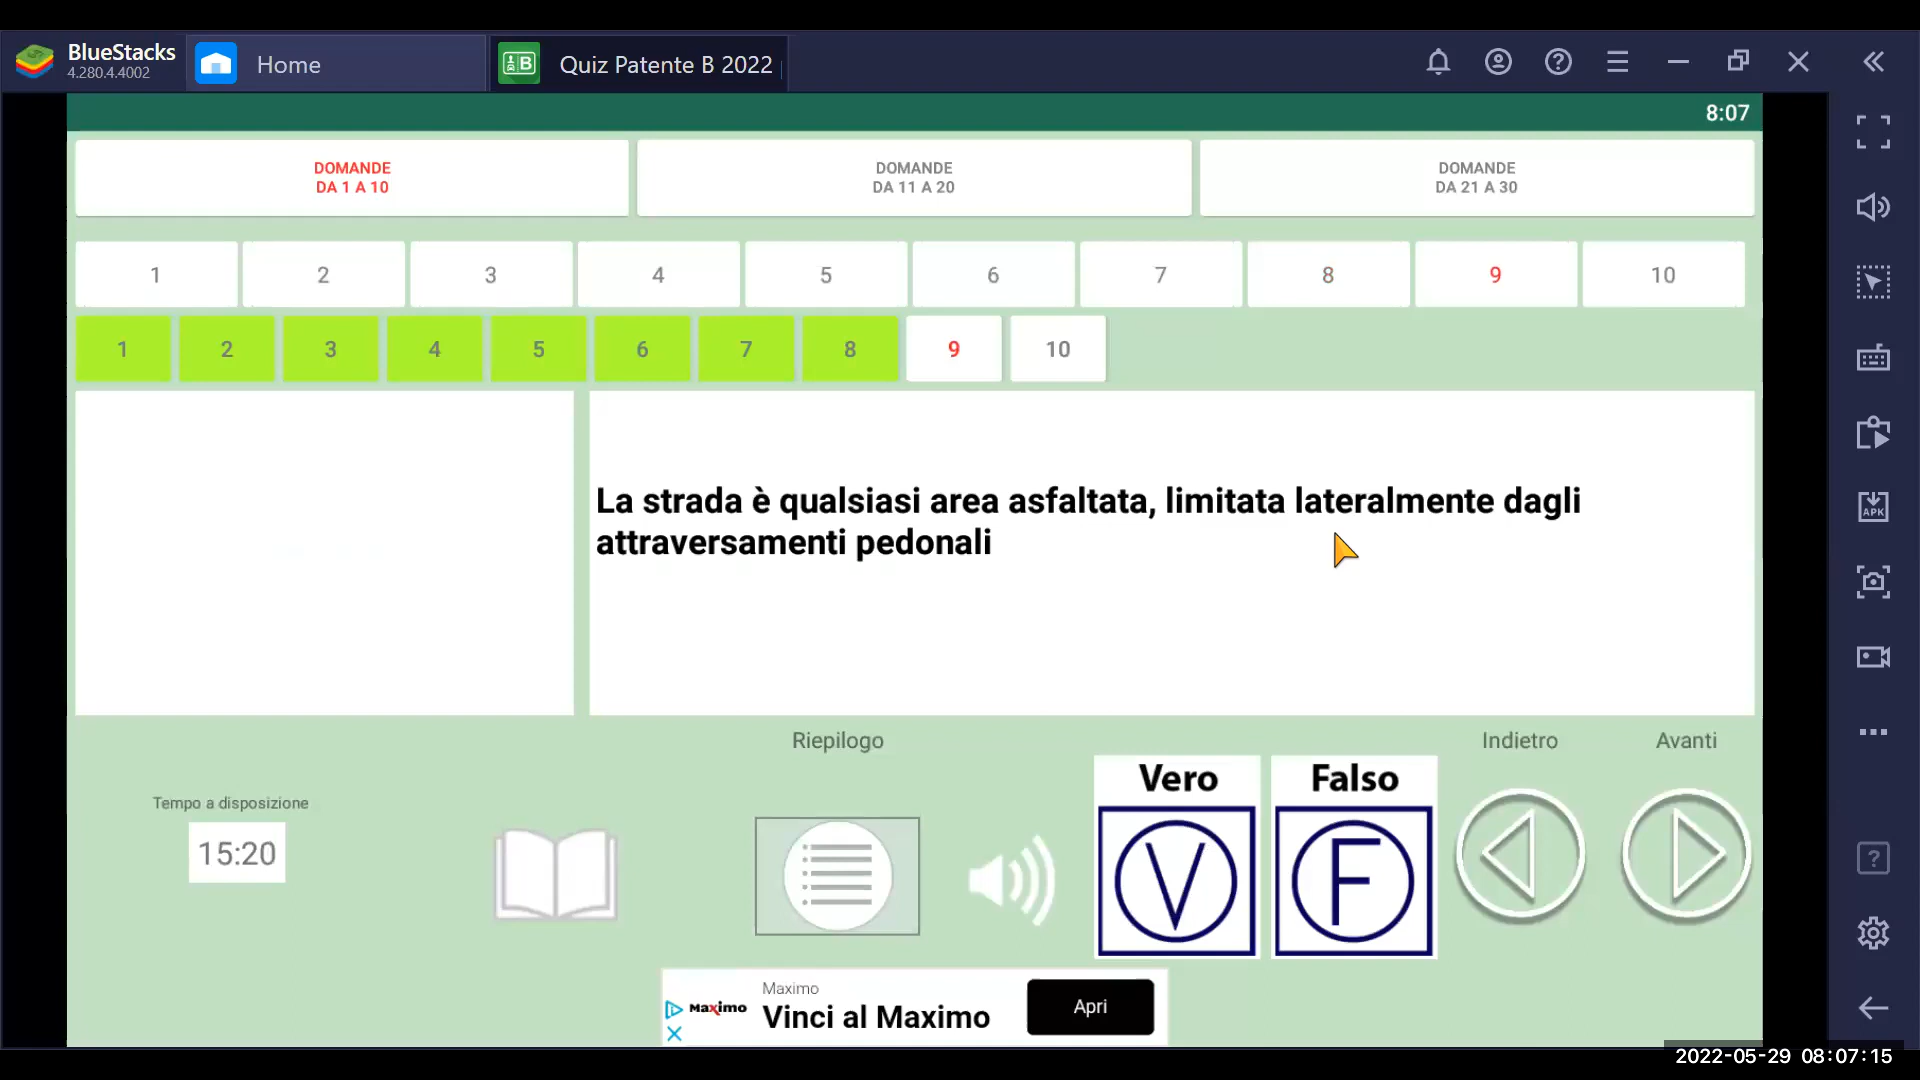 BlueStacks
4.280.4.4002
Home
Quiz Patente B 2022
8:07
DOMANDE
DA 1 A 10
DOMANDE
DA 11 A 20
DOMANDE
DA 21 A 30
1 2 3 4 5 6 7 8 9 10
1 2 3 4 5 6 7 8 9 10
La strada è qualsiasi area asfaltata, limitata lateralmente dagli
attraversamenti pedonali
Riepilogo
Indietro
Avanti
Vero
Falso
V
F
Tempo a disposizione
15:20
APK
Maximo
Maximo
Vinci al Maximo
Apri
2022-05-29 08:07:15